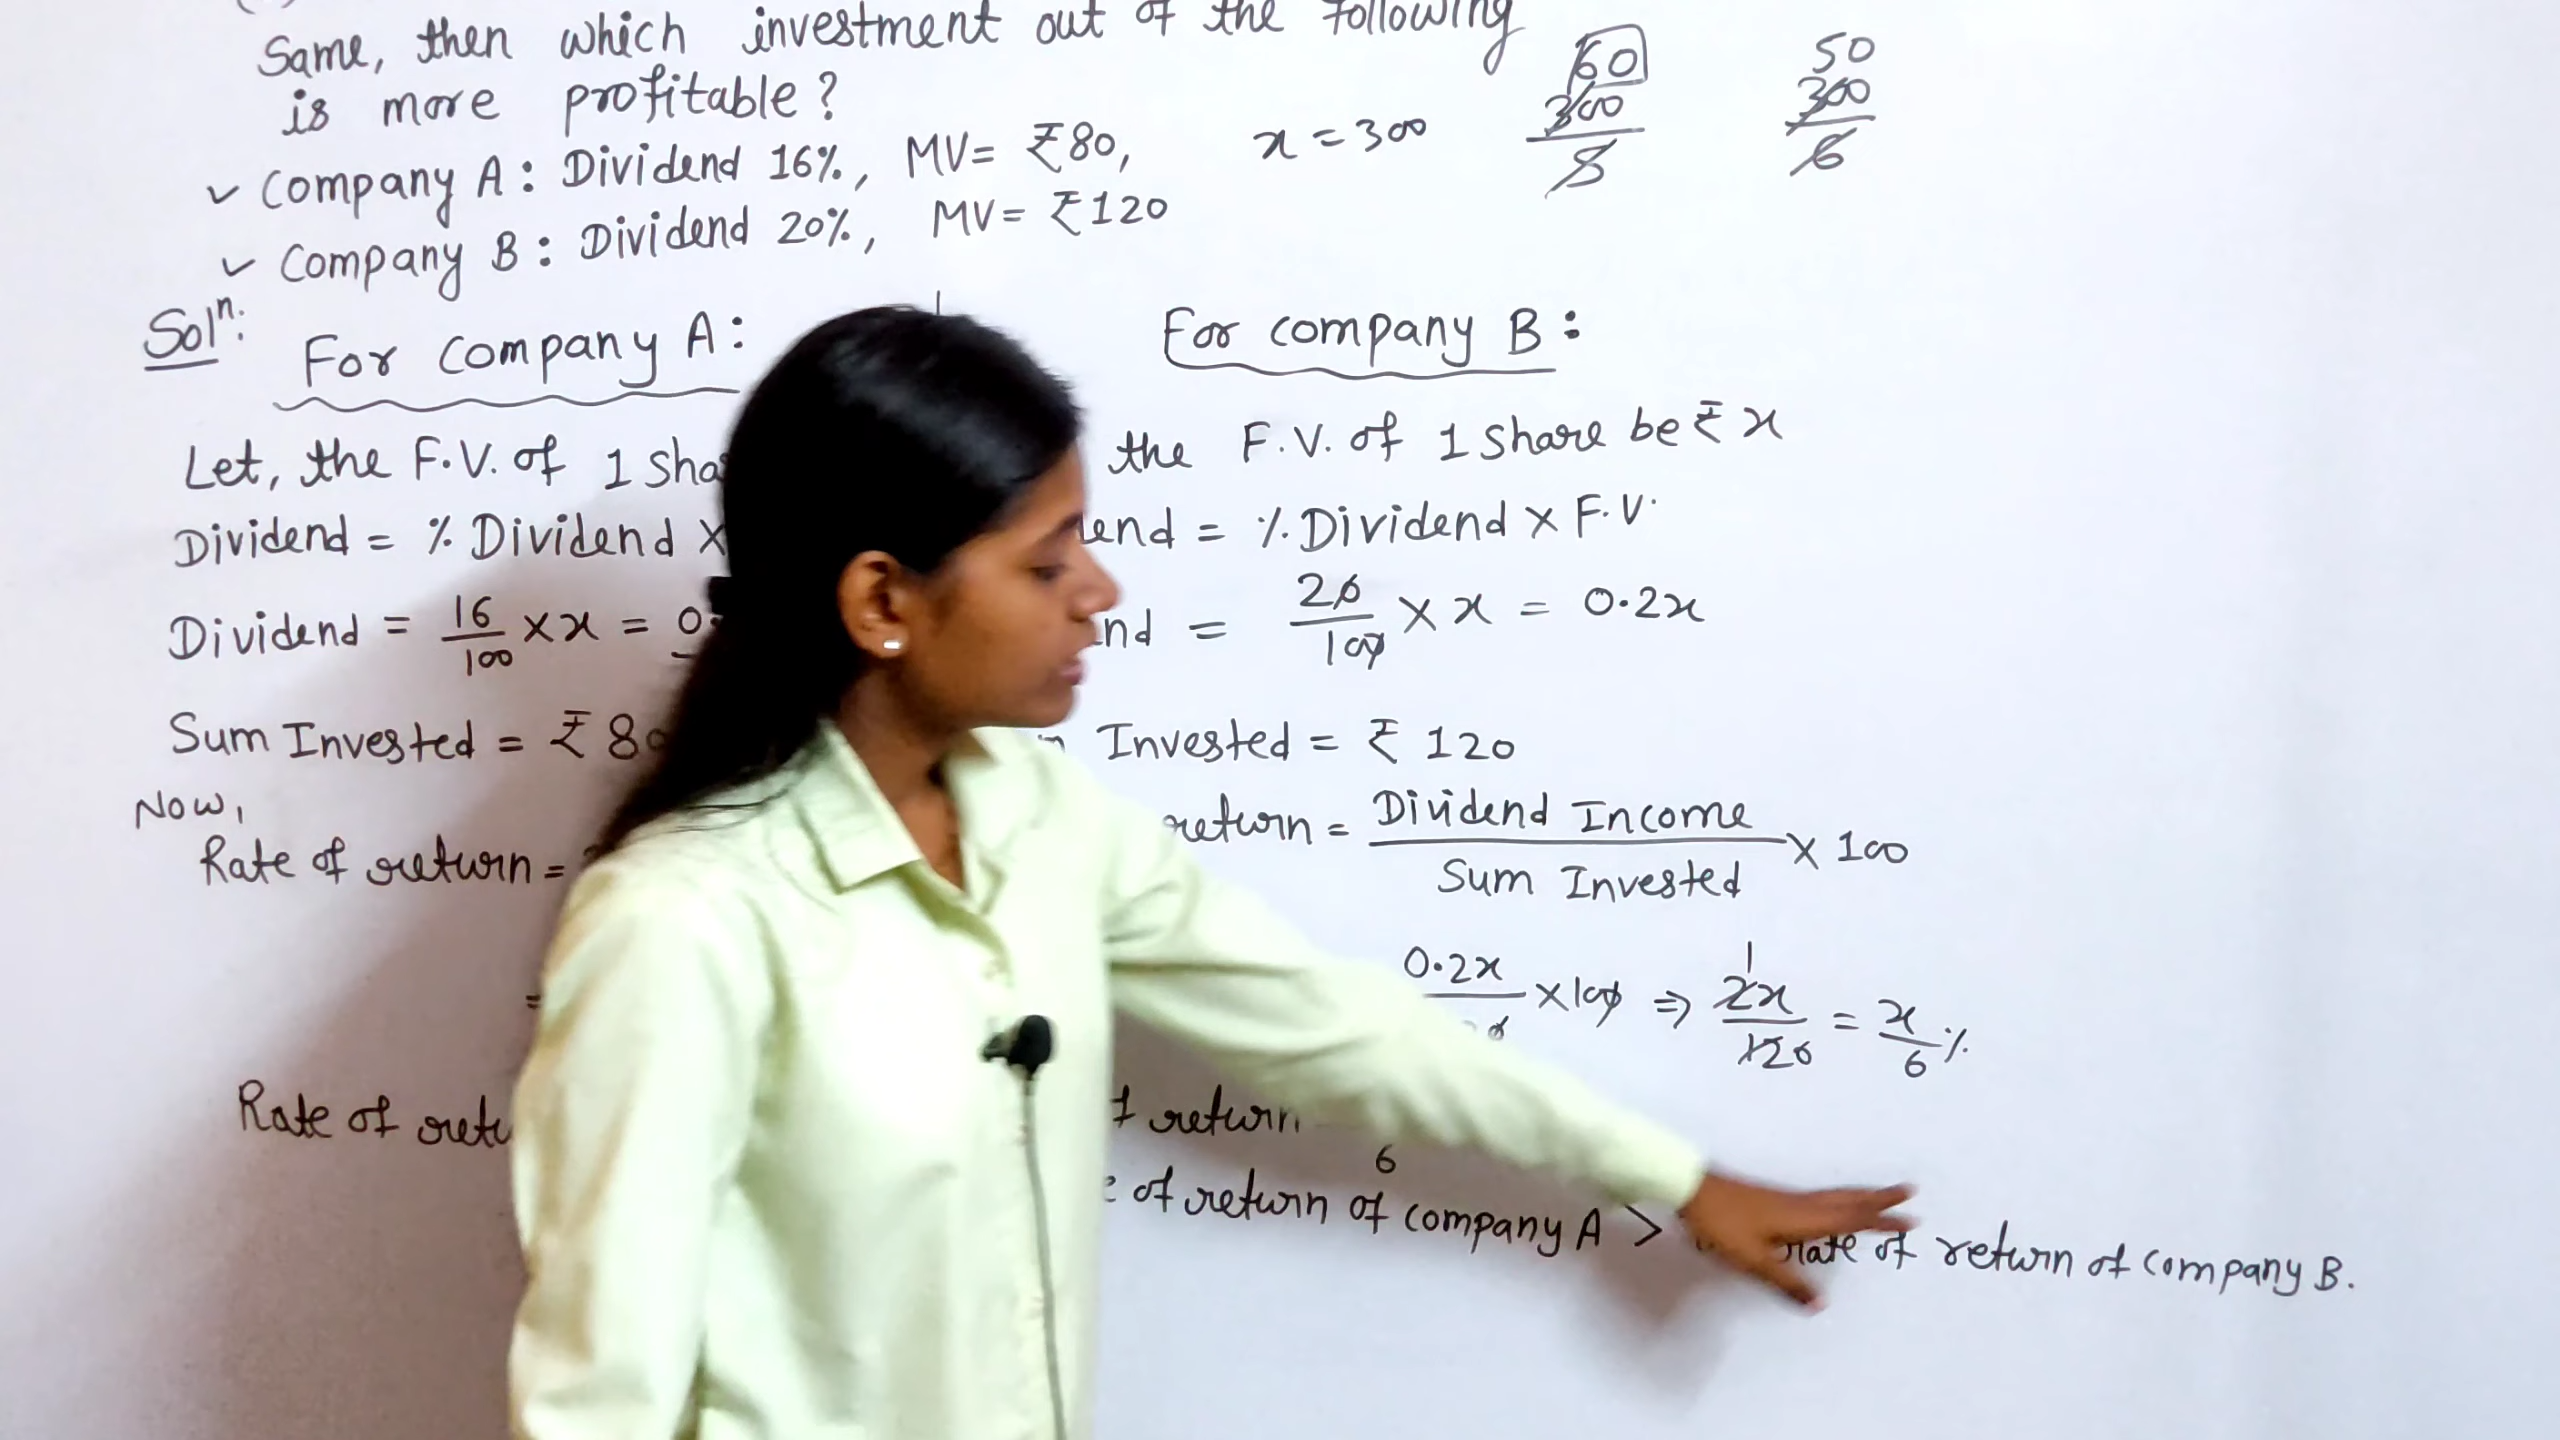 Same, then which investment out of the following
is more profitable?
✓ Company A: Dividend 16%, MV= ₹80,
✓ Company B: Dividend 20%, MV= ₹120
x = 300
60
300
5
50
300
6
Solⁿ:
For Company A:
Let, the F.V. of 1 Sha
Dividend = % Dividend ×
Dividend = 16/100 × x = 0.
Sum Invested = ₹ 80
Now,
Rate of return =
=
Rate of retu
For company B:
the F.V. of 1 Share be ₹ x
end = % Dividend × F.V.
nd = 20/100 × x = 0.2x
Invested = ₹ 120
return = Dividend Income / Sum Invested × 100
0.2x / × 100 ⇒ 2x/120 = x/6 %
1
return
6
of return of company A > rate of return of company B.